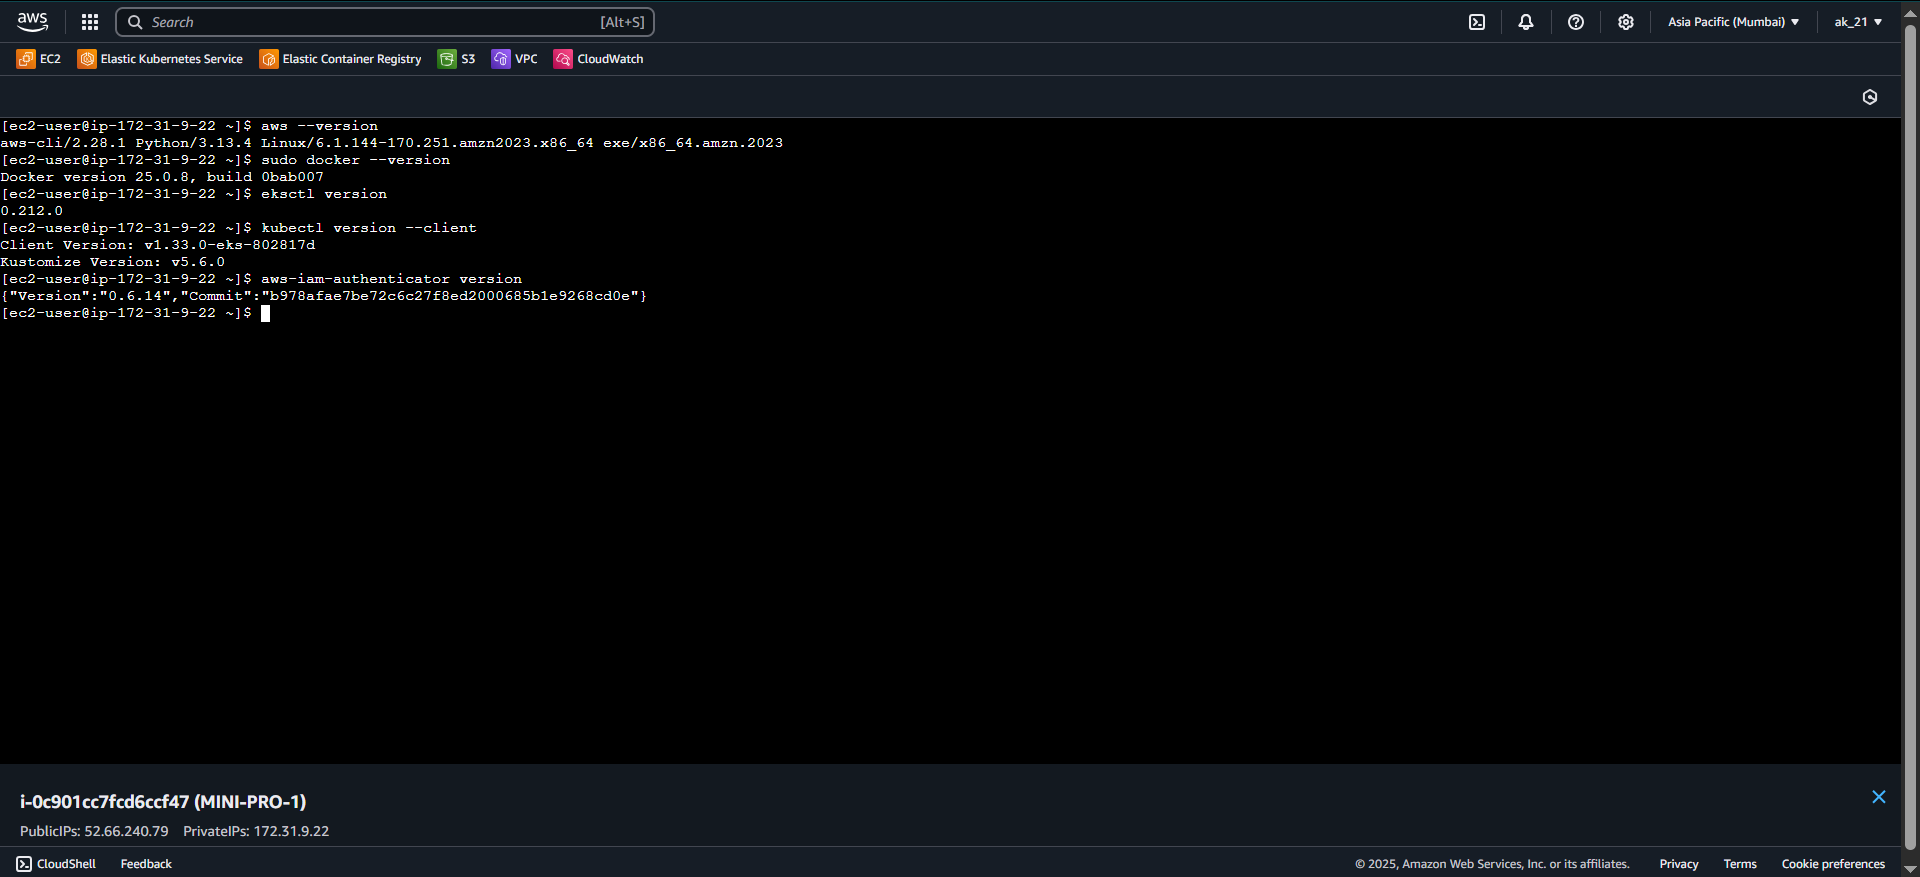 aws Search [Alt+S] Asia Pacific (Mumbai) ak_21
EC2 Elastic Kubernetes Service Elastic Container Registry S3 VPC CloudWatch
[ec2-user@ip-172-31-9-22 ~]$ aws --version
aws-cli/2.28.1 Python/3.13.4 Linux/6.1.144-170.251.amzn2023.x86_64 exe/x86_64.amzn.2023
[ec2-user@ip-172-31-9-22 ~]$ sudo docker --version
Docker version 25.0.8, build 0bab007
[ec2-user@ip-172-31-9-22 ~]$ eksctl version
0.212.0
[ec2-user@ip-172-31-9-22 ~]$ kubectl version --client
Client Version: v1.33.0-eks-802817d
Kustomize Version: v5.6.0
[ec2-user@ip-172-31-9-22 ~]$ aws-iam-authenticator version
{"Version":"0.6.14","Commit":"b978afae7be72c6c27f8ed2000685b1e9268cd0e"}
[ec2-user@ip-172-31-9-22 ~]$
i-0c901cc7fcd6ccf47 (MINI-PRO-1)
PublicIPs: 52.66.240.79 PrivateIPs: 172.31.9.22
CloudShell Feedback © 2025, Amazon Web Services, Inc. or its affiliates. Privacy Terms Cookie preferences